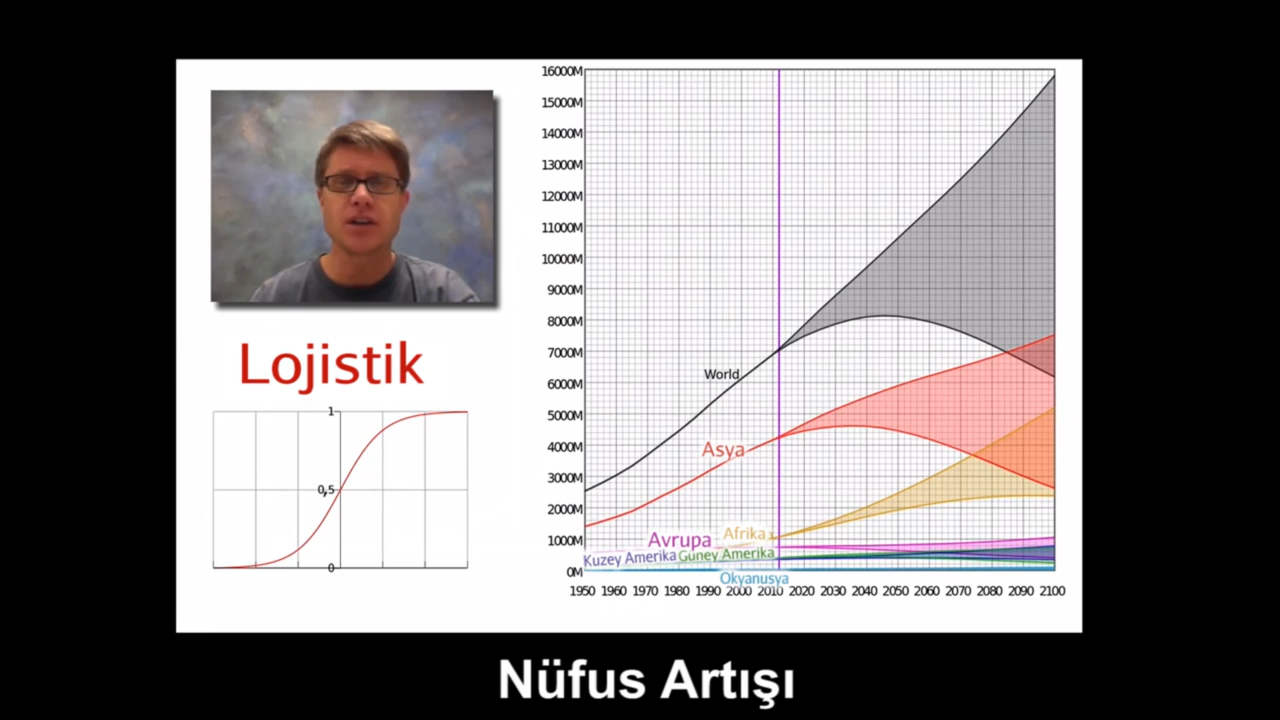 16000M
15000M
14000M
13000M
12000M
11000M
10000M
9000M
8000M
7000M
6000M
5000M
4000M
3000M
2000M
1000M
0M
World
Asya
Afrika
Avrupa
Kuzey Amerika
Güney Amerika
Okyanusya
1950 1960 1970 1980 1990 2000 2010 2020 2030 2040 2050 2060 2070 2080 2090 2100
Lojistik
1
0,5
0
Nüfus Artışı